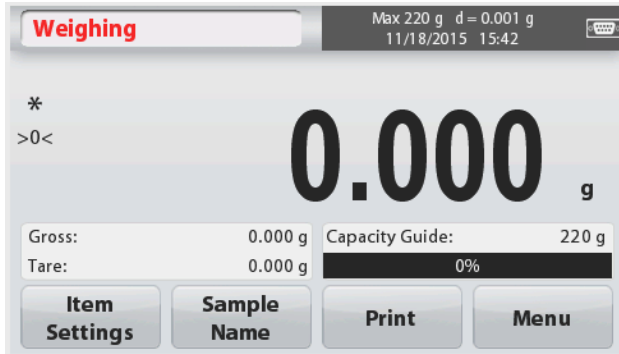 Weighing
Max 220 g d = 0.001 g
11/18/2015 15:42
*
>0<
0.000 g
Gross: 0.000 g
Tare: 0.000 g
Capacity Guide: 220 g
0%
Item Settings
Sample Name
Print
Menu